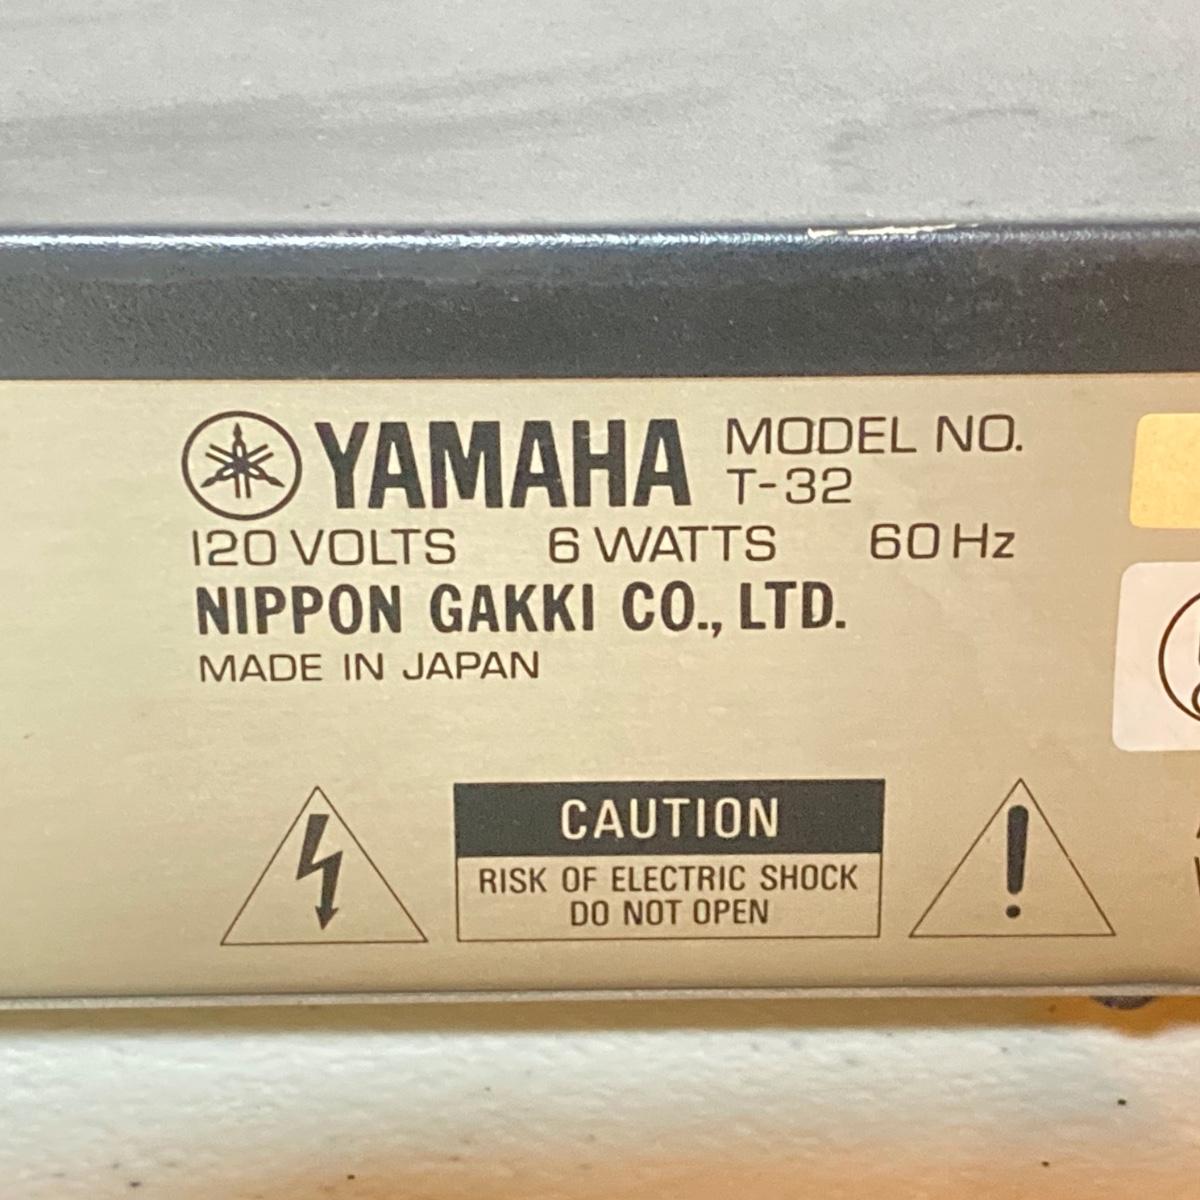 YAMAHA MODEL NO.
T-32
120 VOLTS 6 WATTS 60 Hz
NIPPON GAKKI CO., LTD.
MADE IN JAPAN
CAUTION
RISK OF ELECTRIC SHOCK
DO NOT OPEN